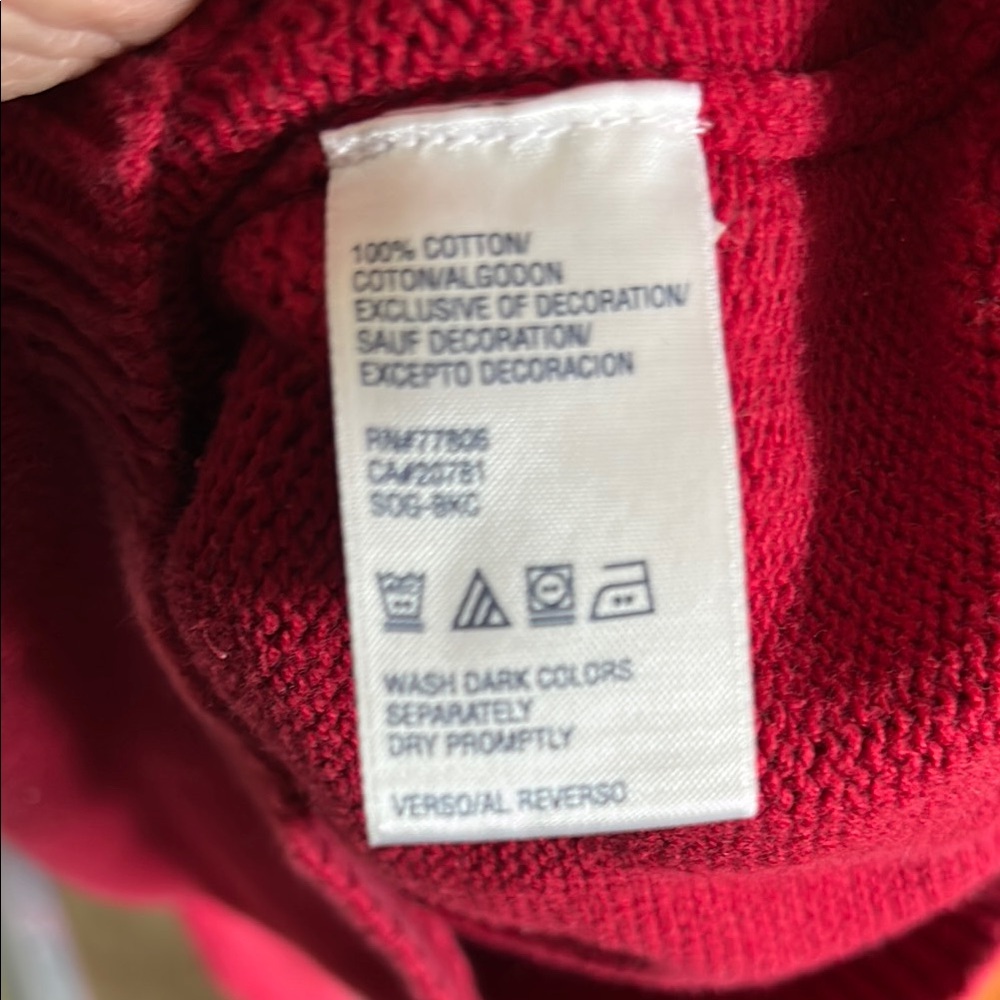 100% COTTON/
COTON/ALGODON
EXCLUSIVE OF DECORATION/
SAUF DECORATION/
EXCEPTO DECORACION
RN#77806
CA#20781
SOG-BKC
WASH DARK COLORS
SEPARATELY
DRY PROMPTLY
VERSO/AL REVERSO